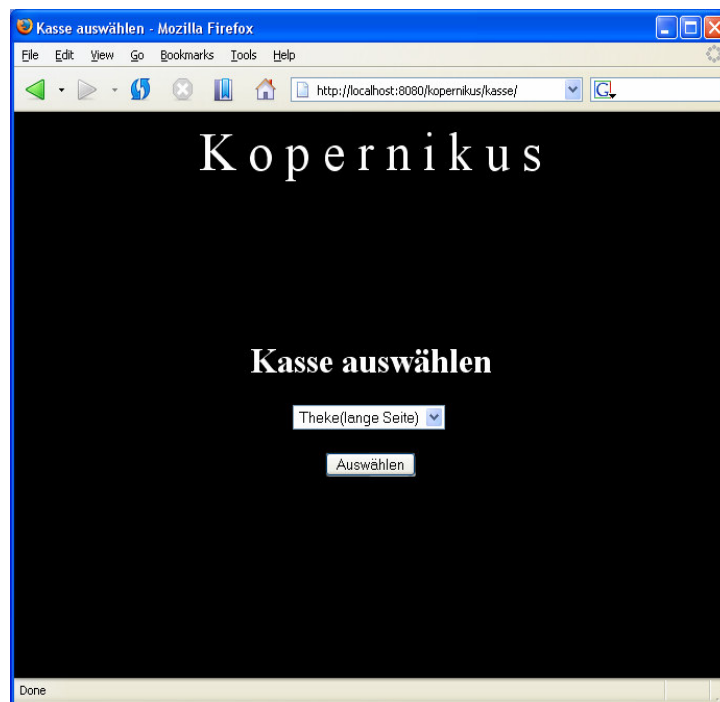 Kasse auswählen - Mozilla Firefox
File Edit View Go Bookmarks Tools Help
http://localhost:8080/kopernikus/kasse/ G
K o p e r n i k u s
Kasse auswählen
Theke(lange Seite)
Auswählen
Done